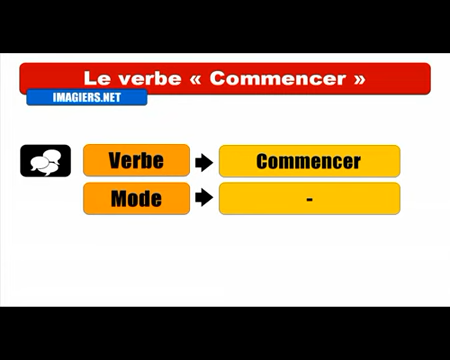 Le verbe « Commencer »
IMAGIERS.NET
Verbe Commencer
Mode -